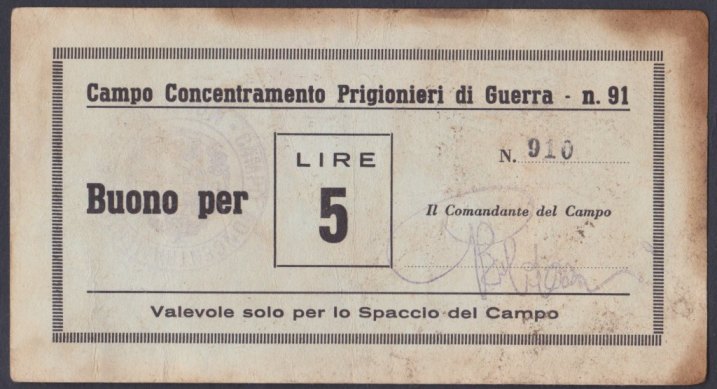 Campo Concentramento Prigionieri di Guerra - n. 91
N. 910
LIRE
Buono per
5
Il Comandante del Campo
Valevole solo per lo Spaccio del Campo